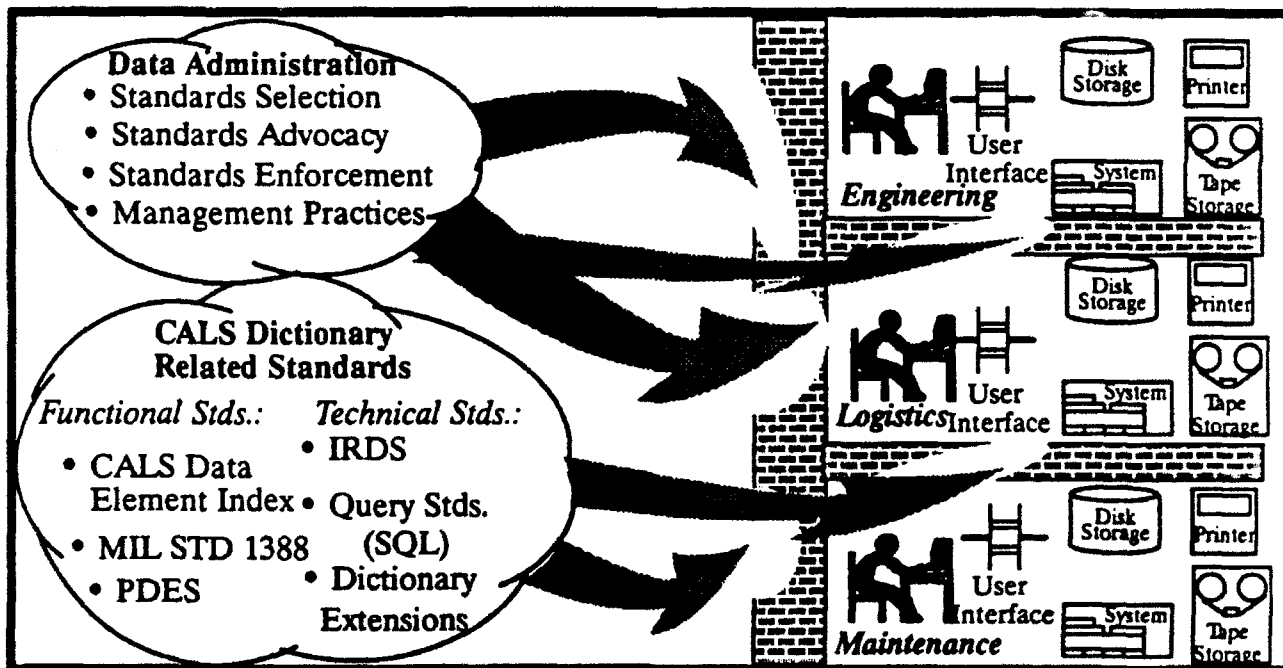 Data Administration
• Standards Selection
• Standards Advocacy
• Standards Enforcement
• Management Practices
CALS Dictionary
Related Standards
Functional Stds.:
• CALS Data
Element Index
• MIL STD 1388
• PDES
Technical Stds.:
• IRDS
• Query Stds.
(SQL)
• Dictionary
Extensions
Engineering
User
Interface
Disk
Storage
Printer
System
Tape
Storage
Logistics
User
Interface
Disk
Storage
Printer
System
Tape
Storage
Maintenance
User
Interface
Disk
Storage
Printer
System
Tape
Storage